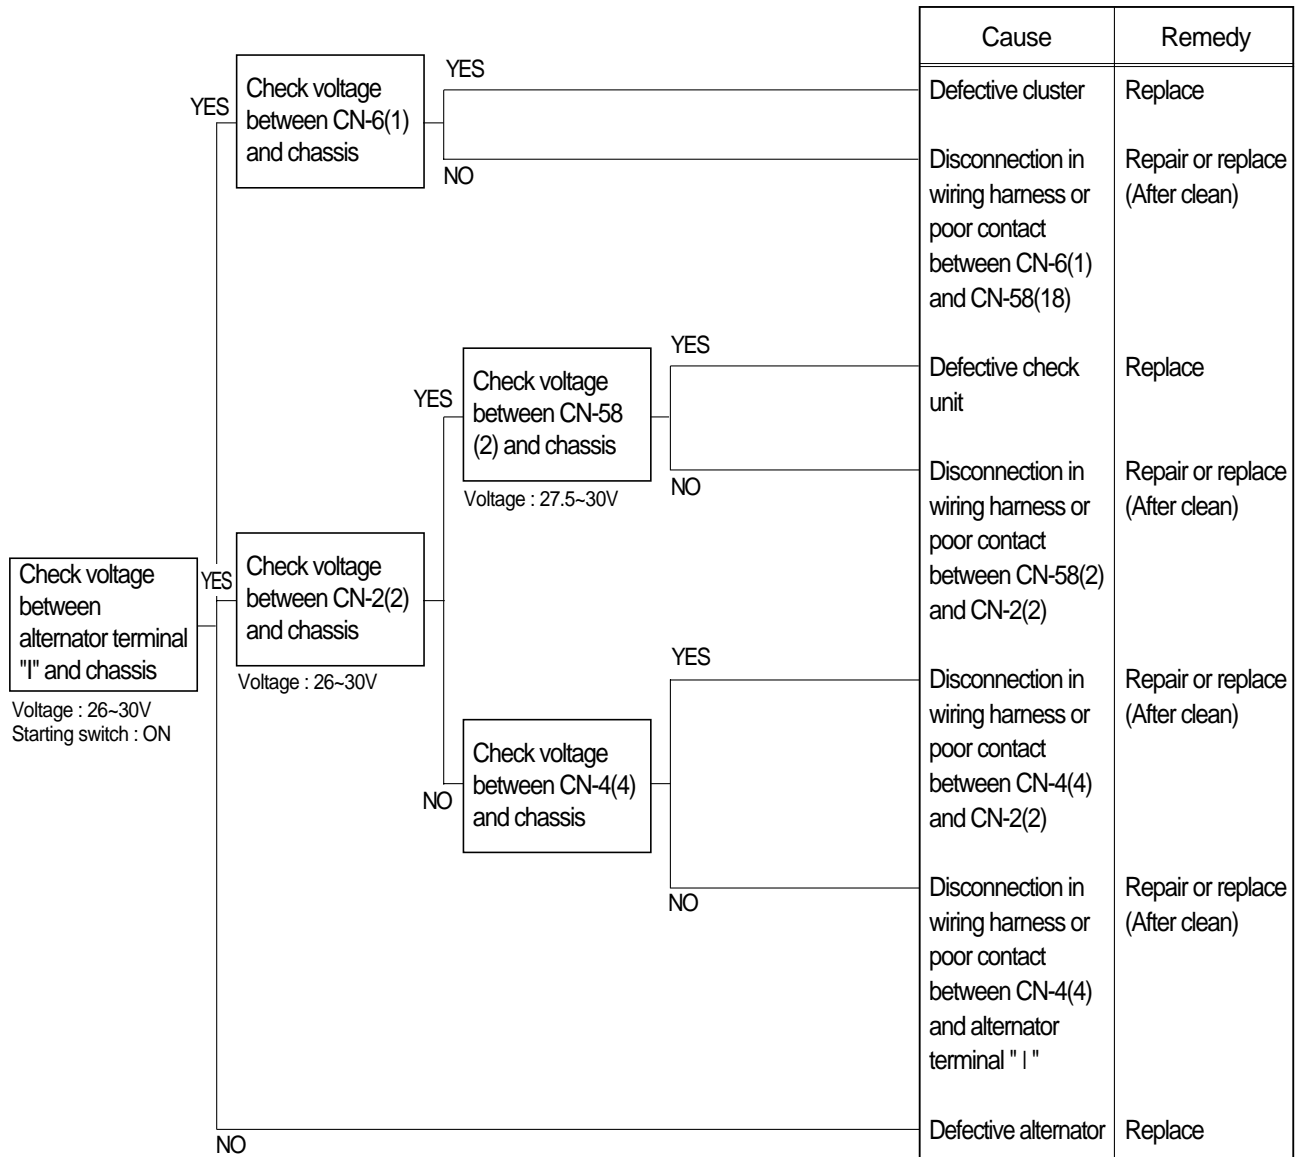 Cause
Remedy
YES
Check voltage
between CN-6(1)
and chassis
YES
NO
Defective cluster
Replace
Disconnection in
wiring harness or
poor contact
between CN-6(1)
and CN-58(18)
Repair or replace
(After clean)
YES
Check voltage
between CN-58
(2) and chassis
Voltage : 27.5~30V
YES
NO
Defective check
unit
Replace
Disconnection in
wiring harness or
poor contact
between CN-58(2)
and CN-2(2)
Repair or replace
(After clean)
Check voltage
between
alternator terminal
"I" and chassis
Voltage : 26~30V
Starting switch : ON
YES
Check voltage
between CN-2(2)
and chassis
Voltage : 26~30V
NO
Check voltage
between CN-4(4)
and chassis
YES
NO
Disconnection in
wiring harness or
poor contact
between CN-4(4)
and CN-2(2)
Repair or replace
(After clean)
Disconnection in
wiring harness or
poor contact
between CN-4(4)
and alternator
terminal " I "
Repair or replace
(After clean)
NO
Defective alternator
Replace